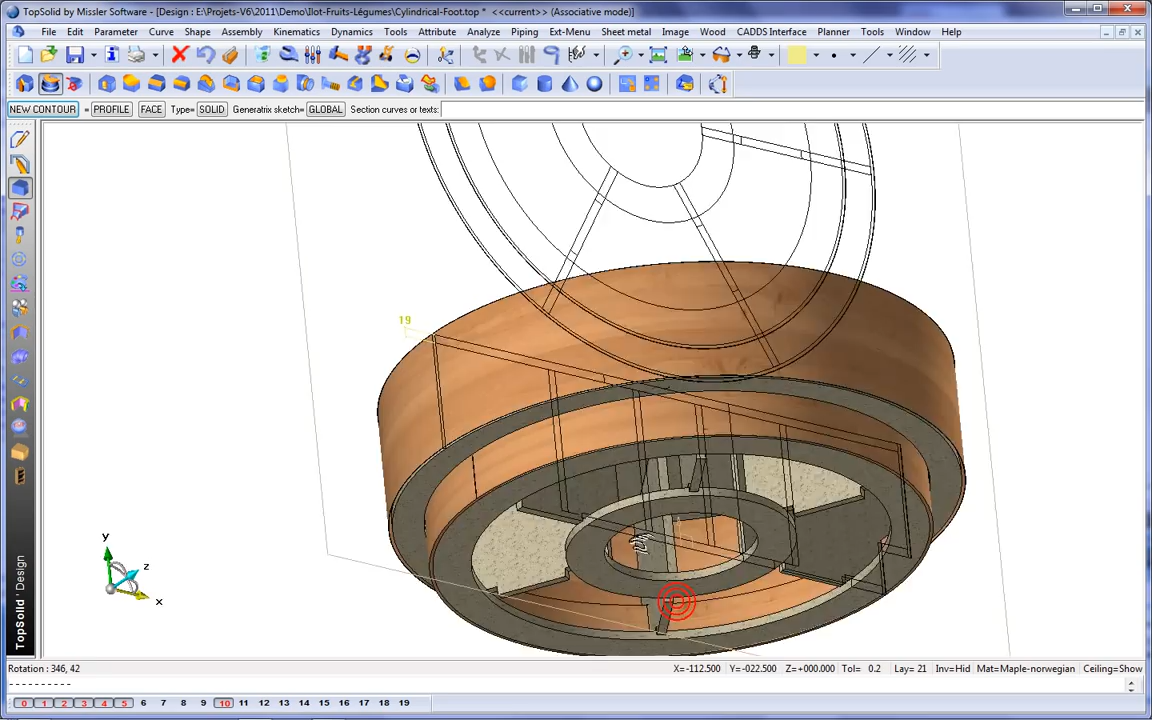 TopSolid by Missler Software - [Design : E:\Projets-V6\2011\Demo\Ilot-Fruits-Légumes\Cylindrical-Foot.top * <<current>> (Associative mode)]
File Edit Parameter Curve Shape Assembly Kinematics Dynamics Tools Attribute Analyze Piping Ext-Menu Sheet metal Image Wood CADDS Interface Planner Tools Window Help
NEW CONTOUR = PROFILE FACE Type= SOLID Generatrix sketch= GLOBAL Section curves or texts:
19
y
z
x
TopSolid'Design
Rotation : 346, 42 X=-112.500 Y=-022.500 Z=+000.000 Tol= 0.2 Lay= 21 Inv=Hid Mat=Maple-norwegian Ceiling=Show
----------
0 1 2 3 4 5 6 7 8 9 10 11 12 13 14 15 16 17 18 19